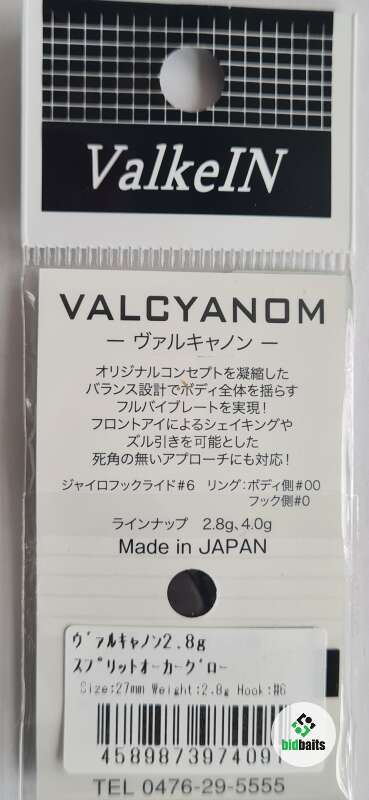 ValkeIN
VALCYANOM
― ヴァルキャノン ―
オリジナルコンセプトを凝縮した
バランス設計でボディ全体を揺らす
フルバイブレートを実現!
フロントアイによるシェイキングや
ズル引きを可能とした
死角の無いアプローチにも対応!
ジャイロフックライド#6 リング:ボディ側#00
フック側#0
ラインナップ 2.8g、4.0g
Made in JAPAN
ヴァルキャノン2.8g
スプリットオーカーグロー
Size:27mm Weight:2.8g Hook:#6
458987397409
bidbaits
TEL 0476-29-5555